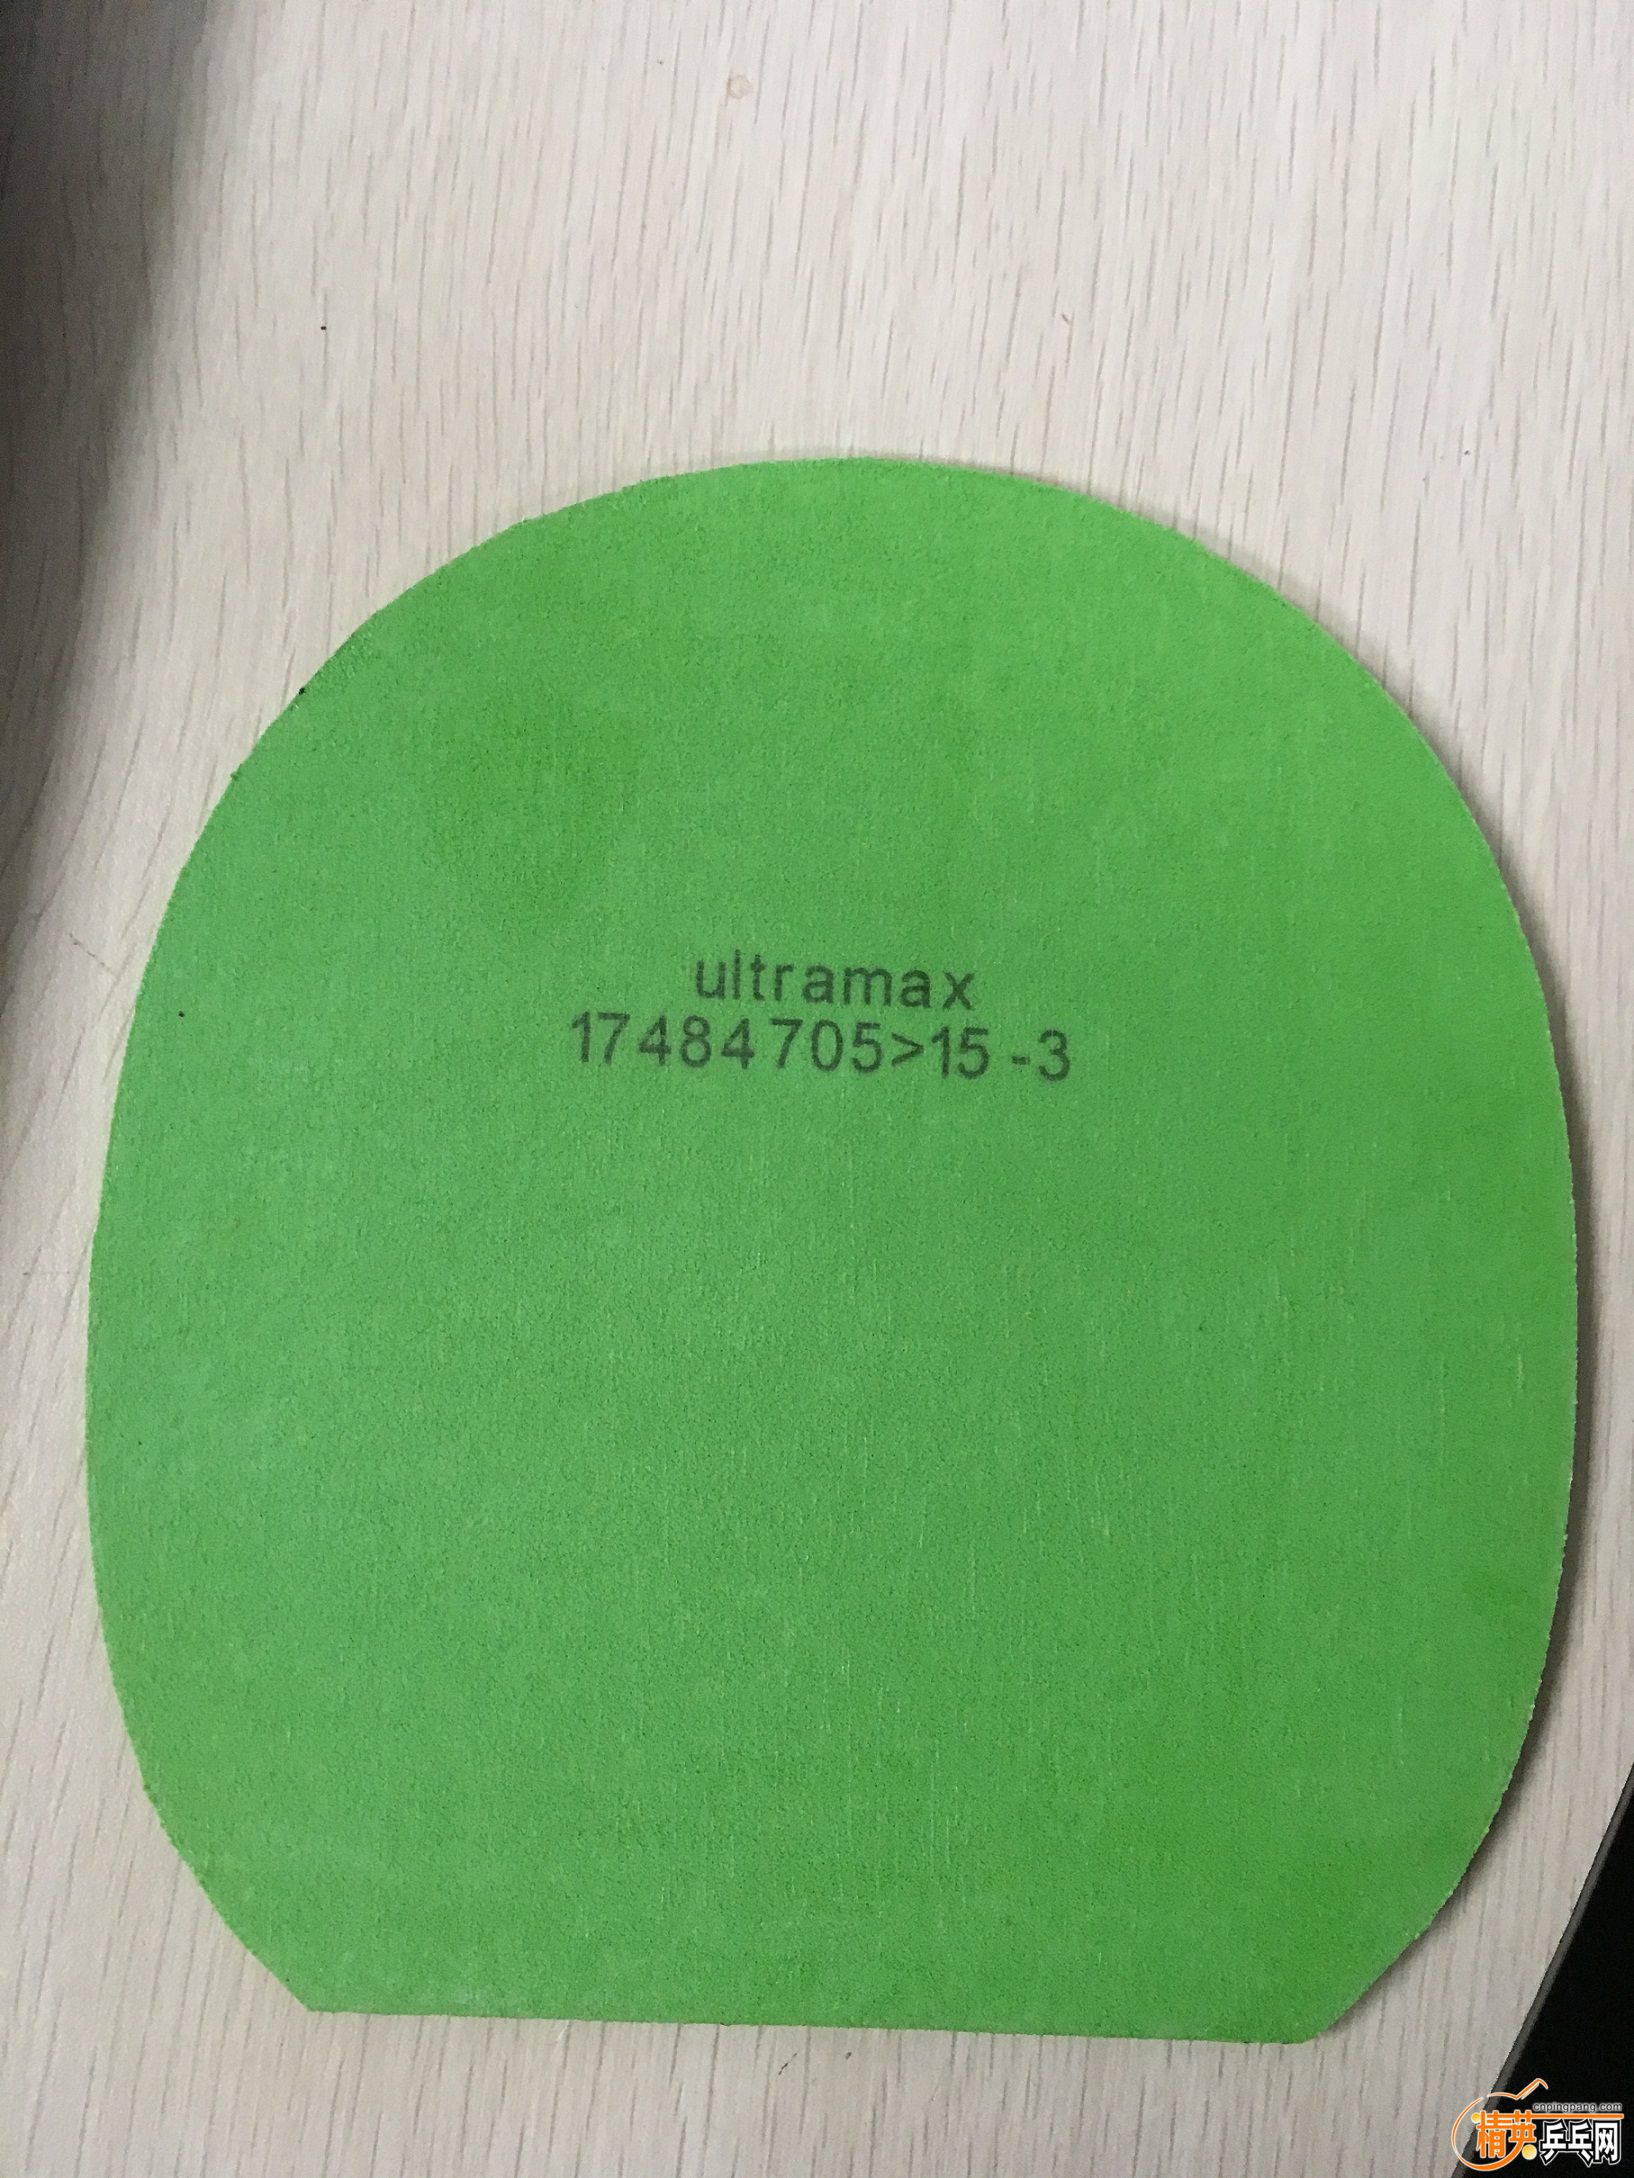 ultramax
17484705>15-3
cnpingpang.com
精英乒乓网